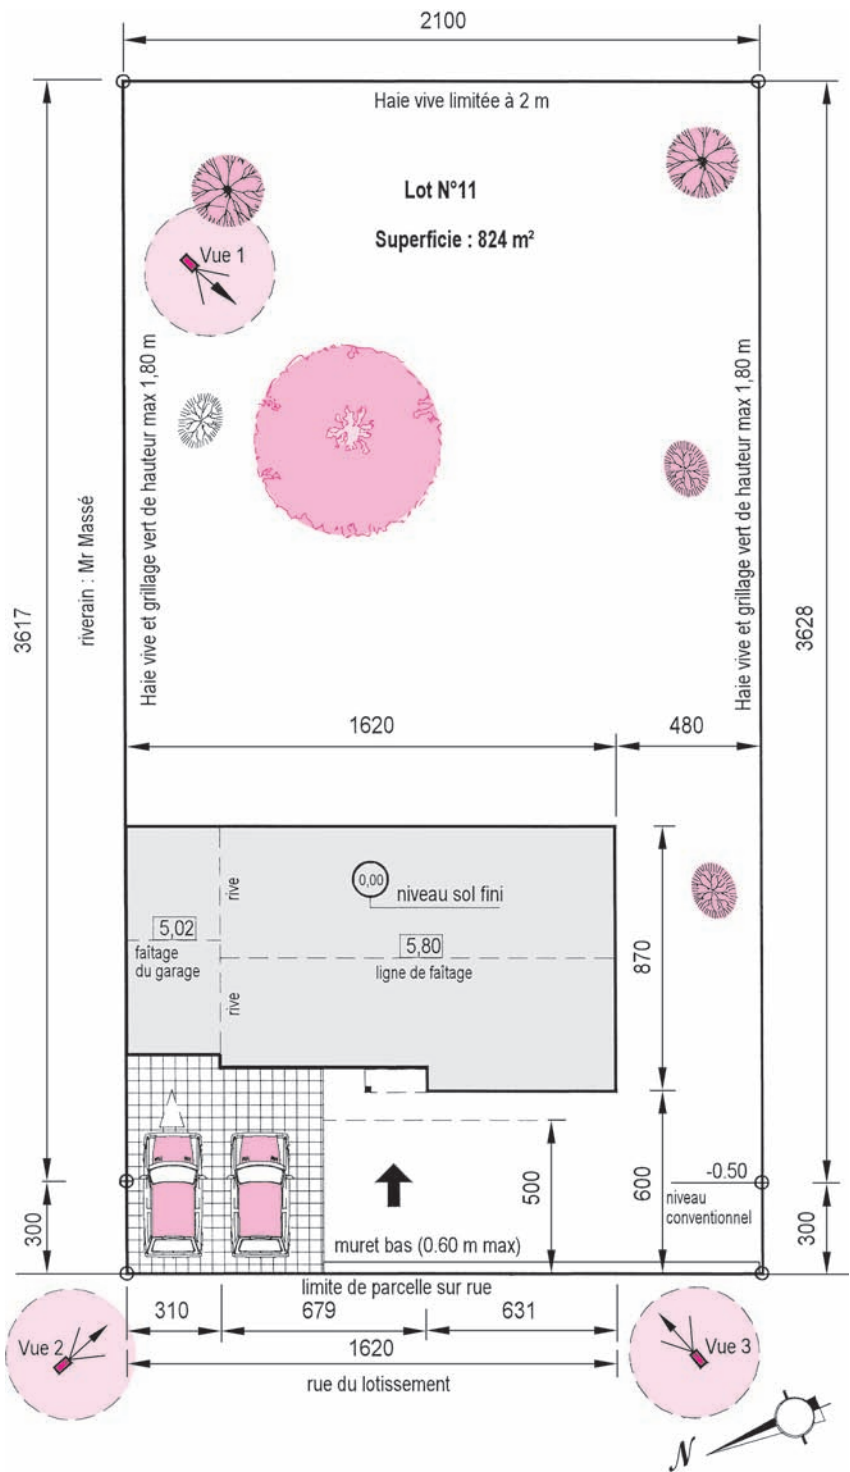 2100
Haie vive limitée à 2 m
Lot N°11
Superficie : 824 m²
Vue 1
Haie vive et grillage vert de hauteur max 1,80 m
Haie vive et grillage vert de hauteur max 1,80 m
riverain : Mr Massé
3617
3628
1620
480
rive
0,00
niveau sol fini
5,02
faîtage
du garage
5,80
ligne de faîtage
870
rive
500
600
-0.50
niveau
conventionnel
300
300
muret bas (0.60 m max)
limite de parcelle sur rue
310
679
631
Vue 2
Vue 3
1620
rue du lotissement
N